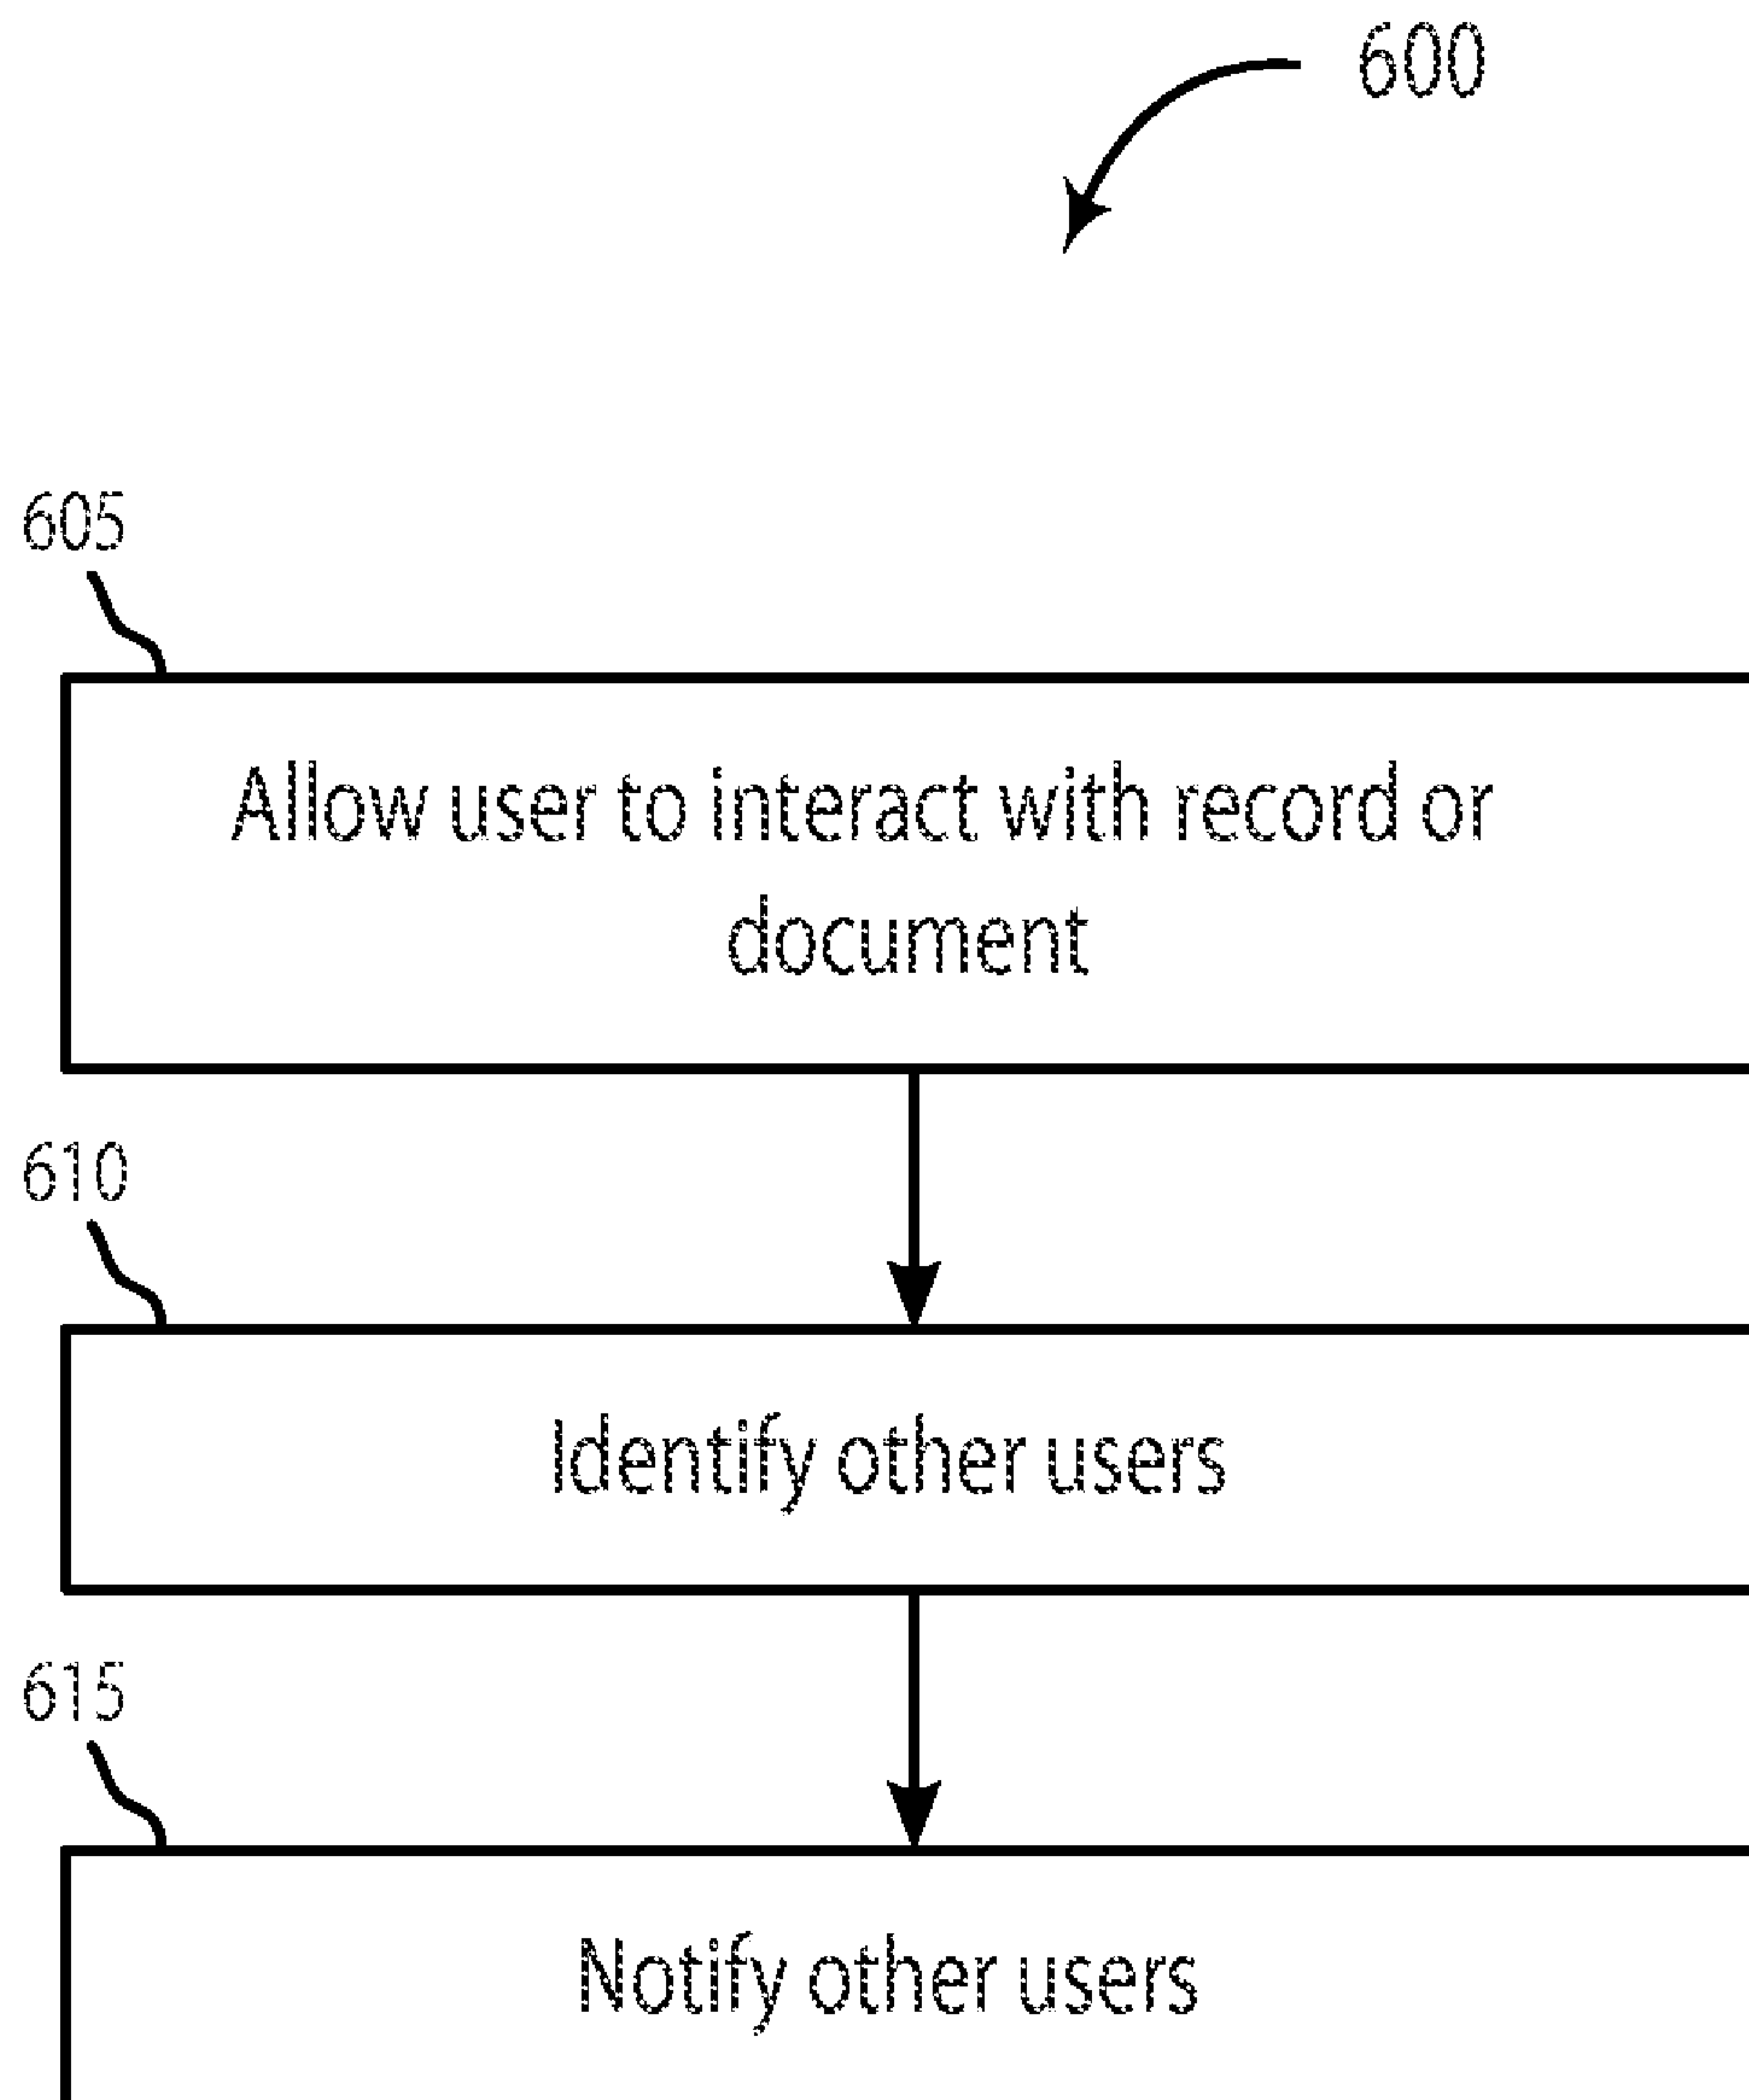 600
605
Allow user to interact with record or
document
610
Identify other users
615
Notify other users